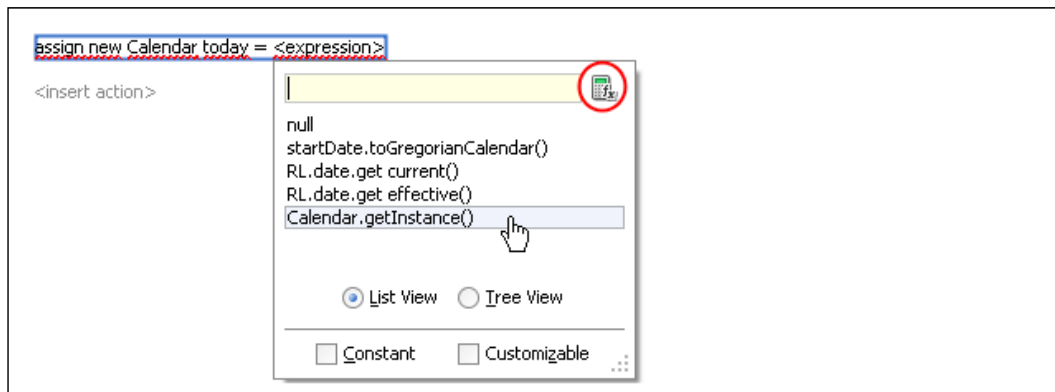 assign new Calendar today = <expression>
<insert action>
null
startDate.toGregorianCalendar()
RL.date.get current()
RL.date.get effective()
Calendar.getInstance()
List View Tree View
Constant Customizable